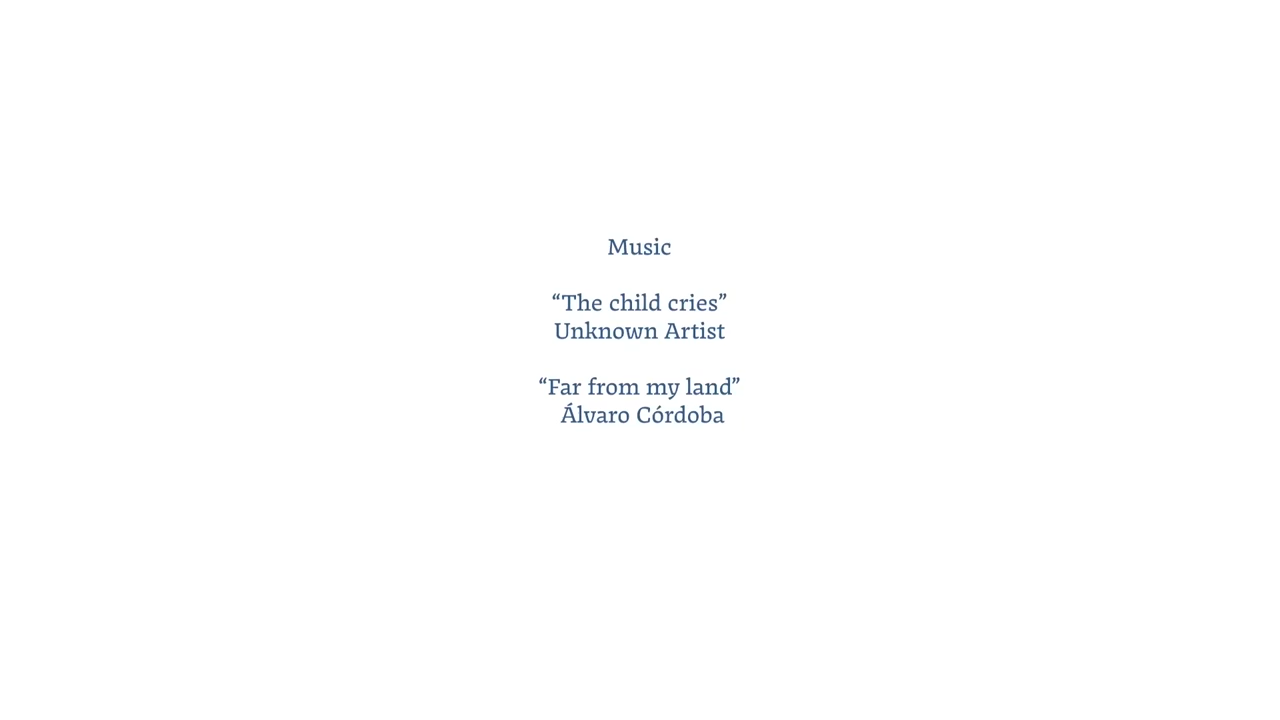 Music
“The child cries”
Unknown Artist
“Far from my land”
Álvaro Córdoba